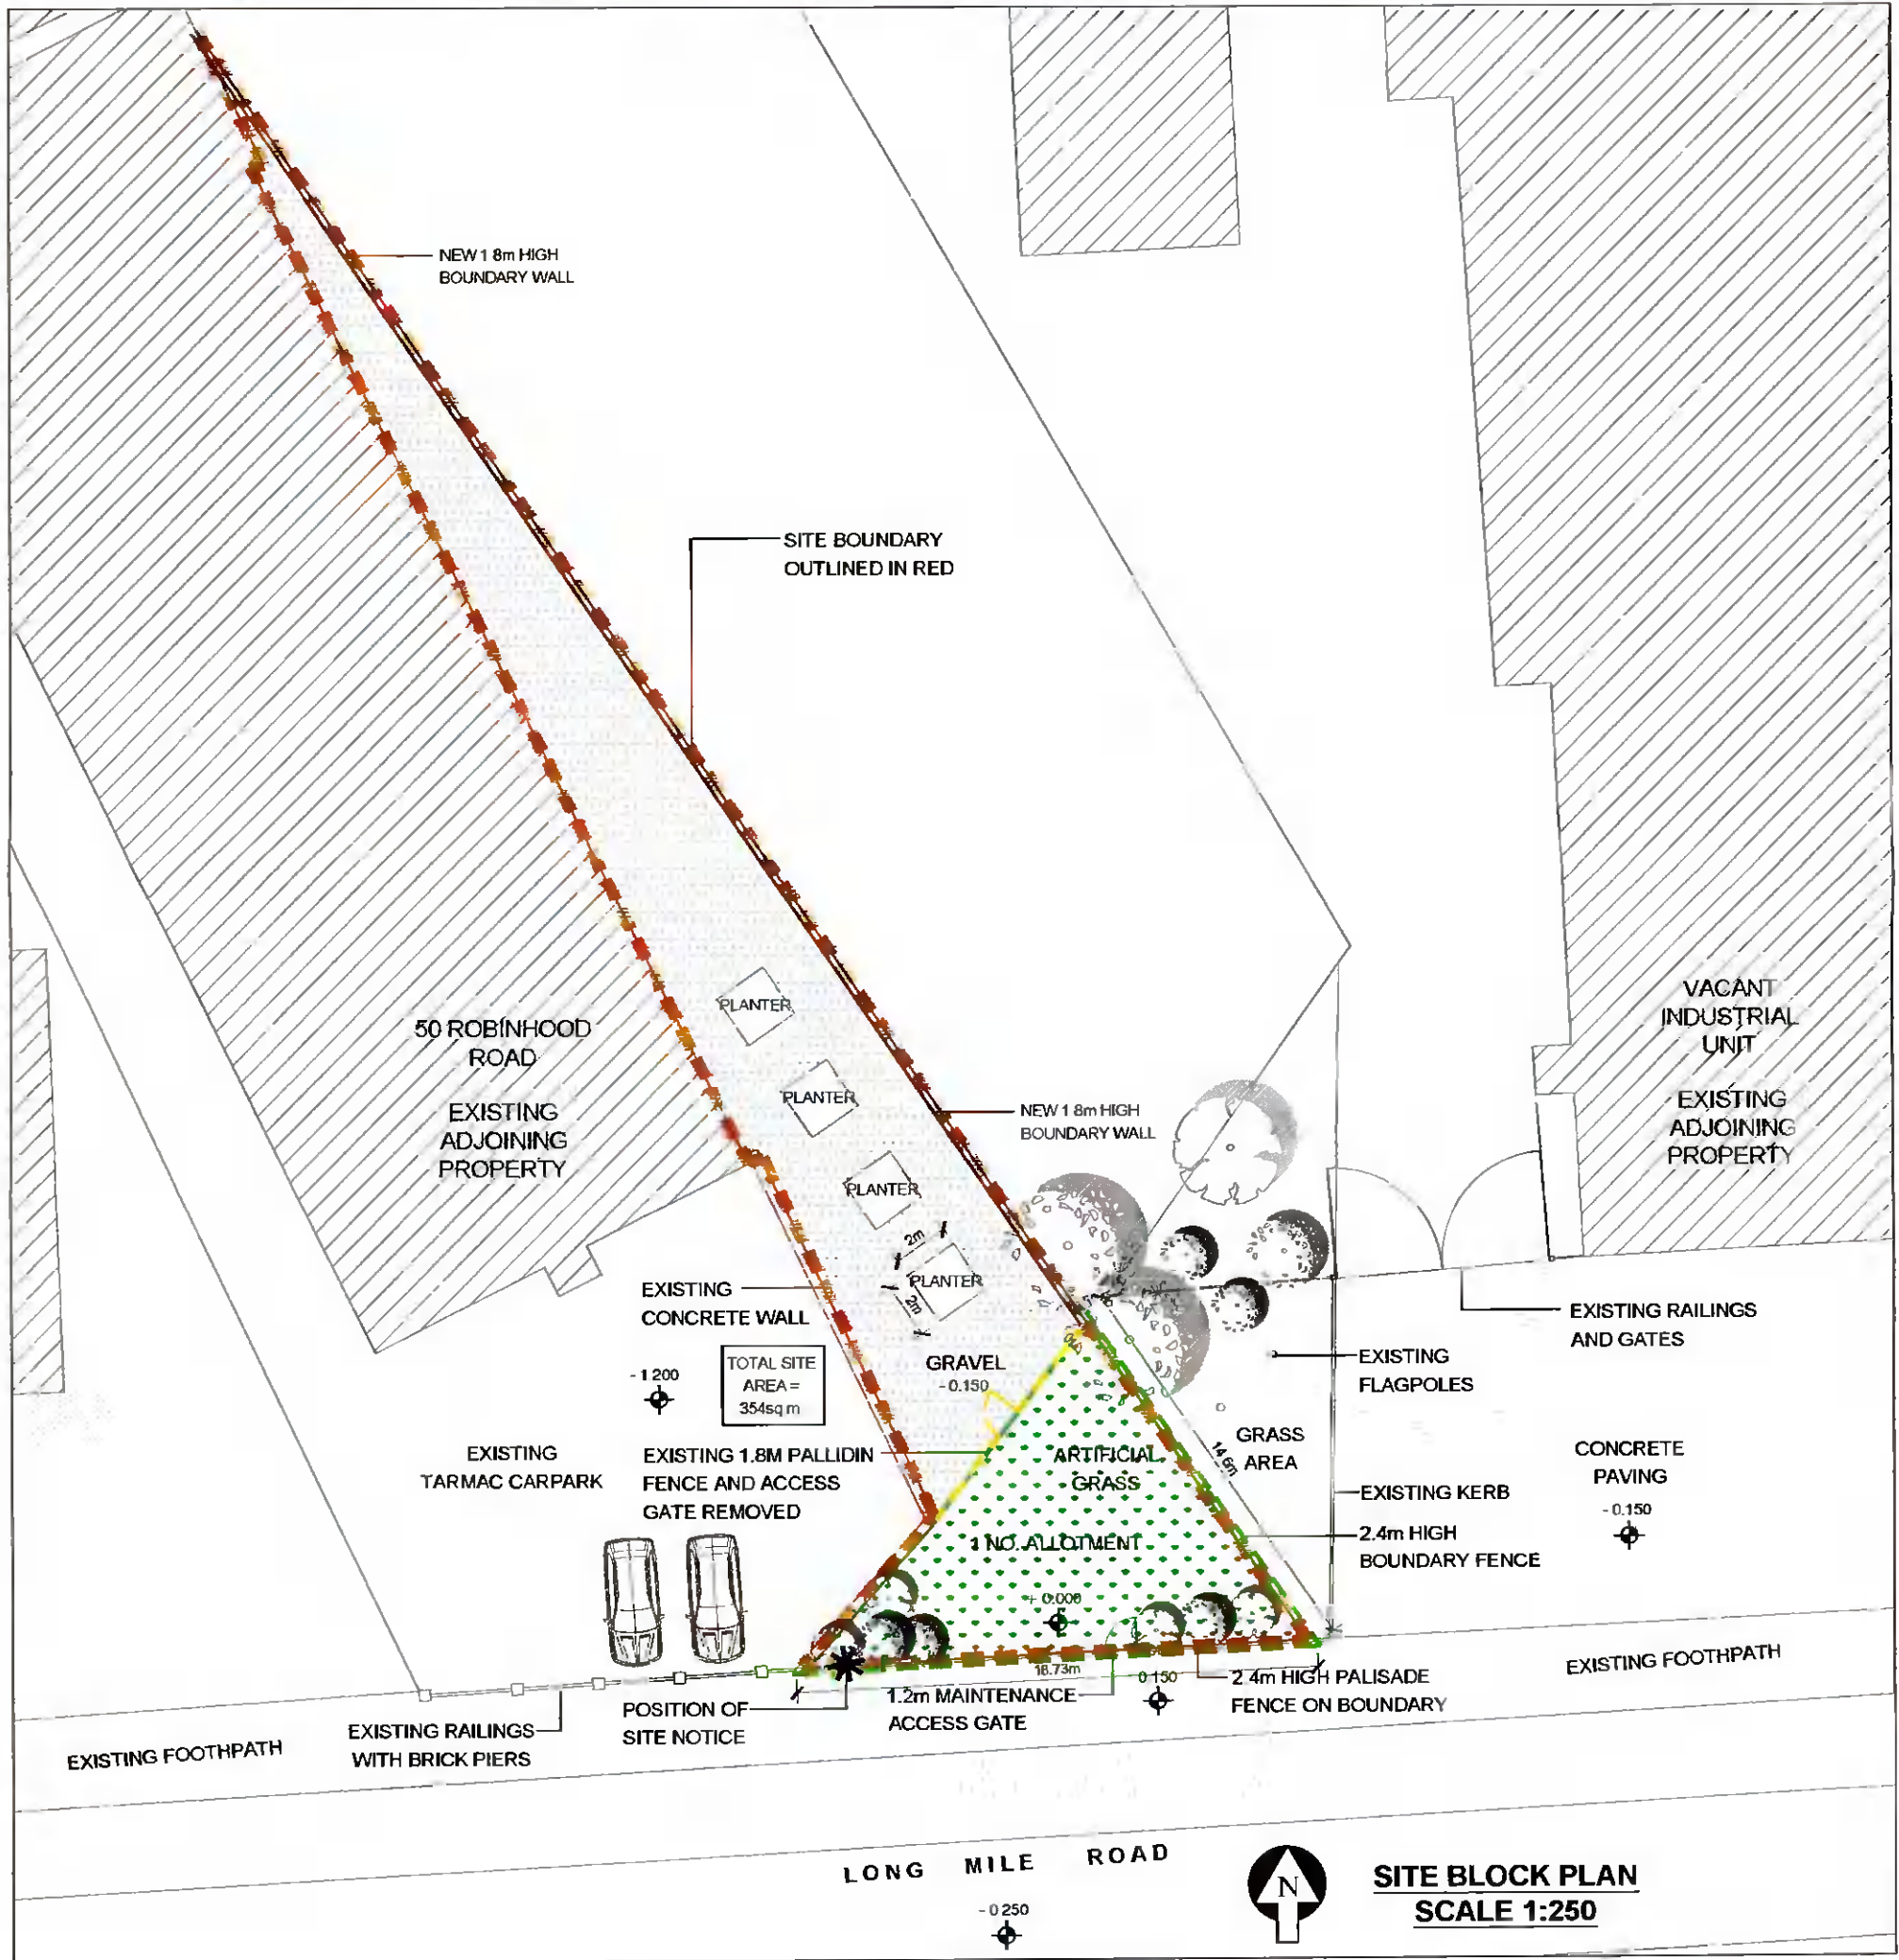 NEW 1 8m HIGH
BOUNDARY WALL
SITE BOUNDARY
OUTLINED IN RED
PLANTER
PLANTER
PLANTER
PLANTER
2m
2m
50 ROBINHOOD
ROAD
EXISTING
ADJOINING
PROPERTY
VACANT
INDUSTRIAL
UNIT
EXISTING
ADJOINING
PROPERTY
NEW 1 8m HIGH
BOUNDARY WALL
EXISTING
CONCRETE WALL
EXISTING RAILINGS
AND GATES
TOTAL SITE
AREA =
354sq m
- 1 200
GRAVEL
- 0.150
EXISTING
FLAGPOLES
EXISTING
TARMAC CARPARK
EXISTING 1.8M PALLIDIN
FENCE AND ACCESS
GATE REMOVED
ARTIFICIAL
GRASS
14.6m
GRASS
AREA
CONCRETE
PAVING
- 0.150
EXISTING KERB
2.4m HIGH
BOUNDARY FENCE
1 NO. ALLOTMENT
+ 0.000
18.73m
0.150
EXISTING FOOTHPATH
EXISTING RAILINGS
WITH BRICK PIERS
POSITION OF
SITE NOTICE
1.2m MAINTENANCE
ACCESS GATE
2.4m HIGH PALISADE
FENCE ON BOUNDARY
EXISTING FOOTHPATH
LONG MILE ROAD
- 0 250
N
SITE BLOCK PLAN
SCALE 1:250